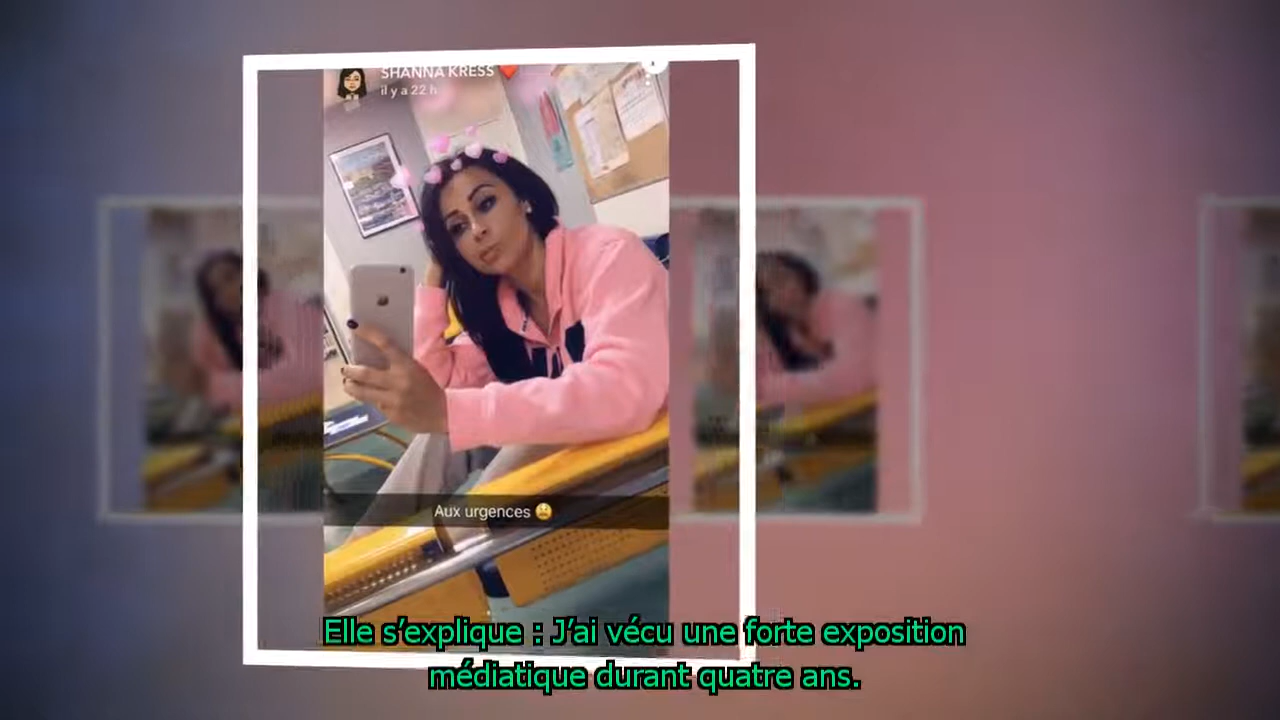 SHANNA KRESS ❤️
il y a 22 h
Aux urgences 😫
Elle s’explique : J’ai vécu une forte exposition
médiatique durant quatre ans.